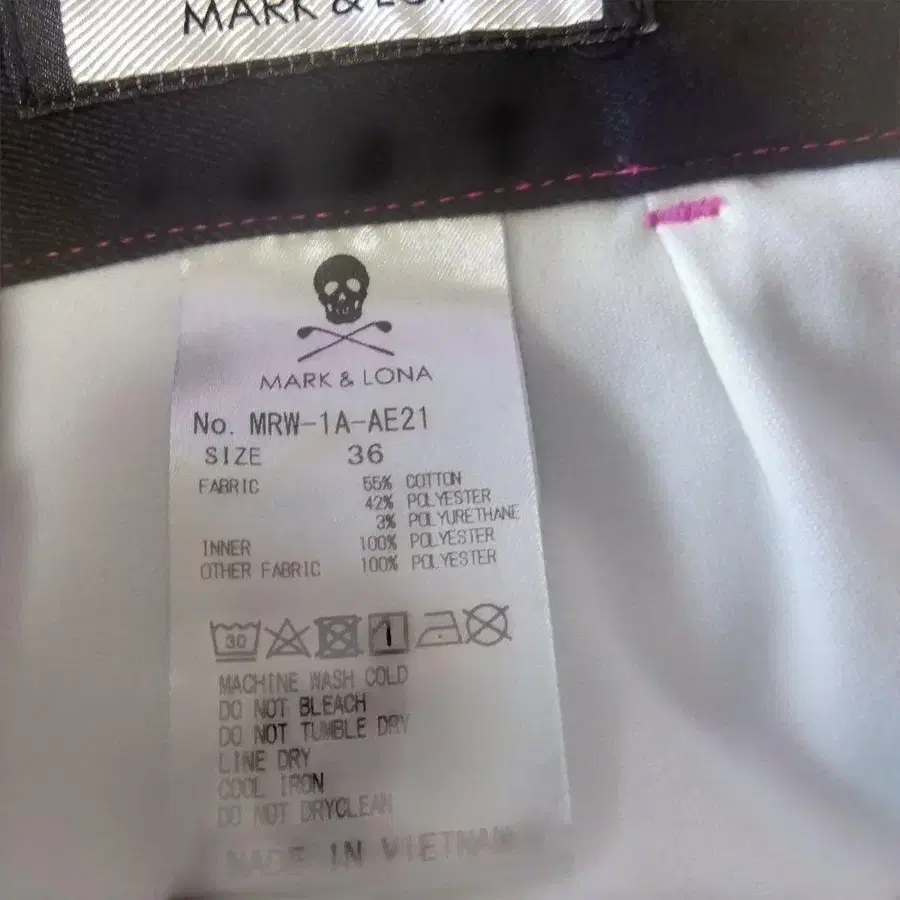 MARK & LONA
MARK & LONA
No. MRW-1A-AE21
SIZE 36
FABRIC 55% COTTON
42% POLYESTER
3% POLYURETHANE
INNER 100% POLYESTER
OTHER FABRIC 100% POLYESTER
30 1
MACHINE WASH COLD
DO NOT BLEACH
DO NOT TUMBLE DRY
LINE DRY
COOL IRON
DO NOT DRYCLEAN
MADE IN VIETNAM